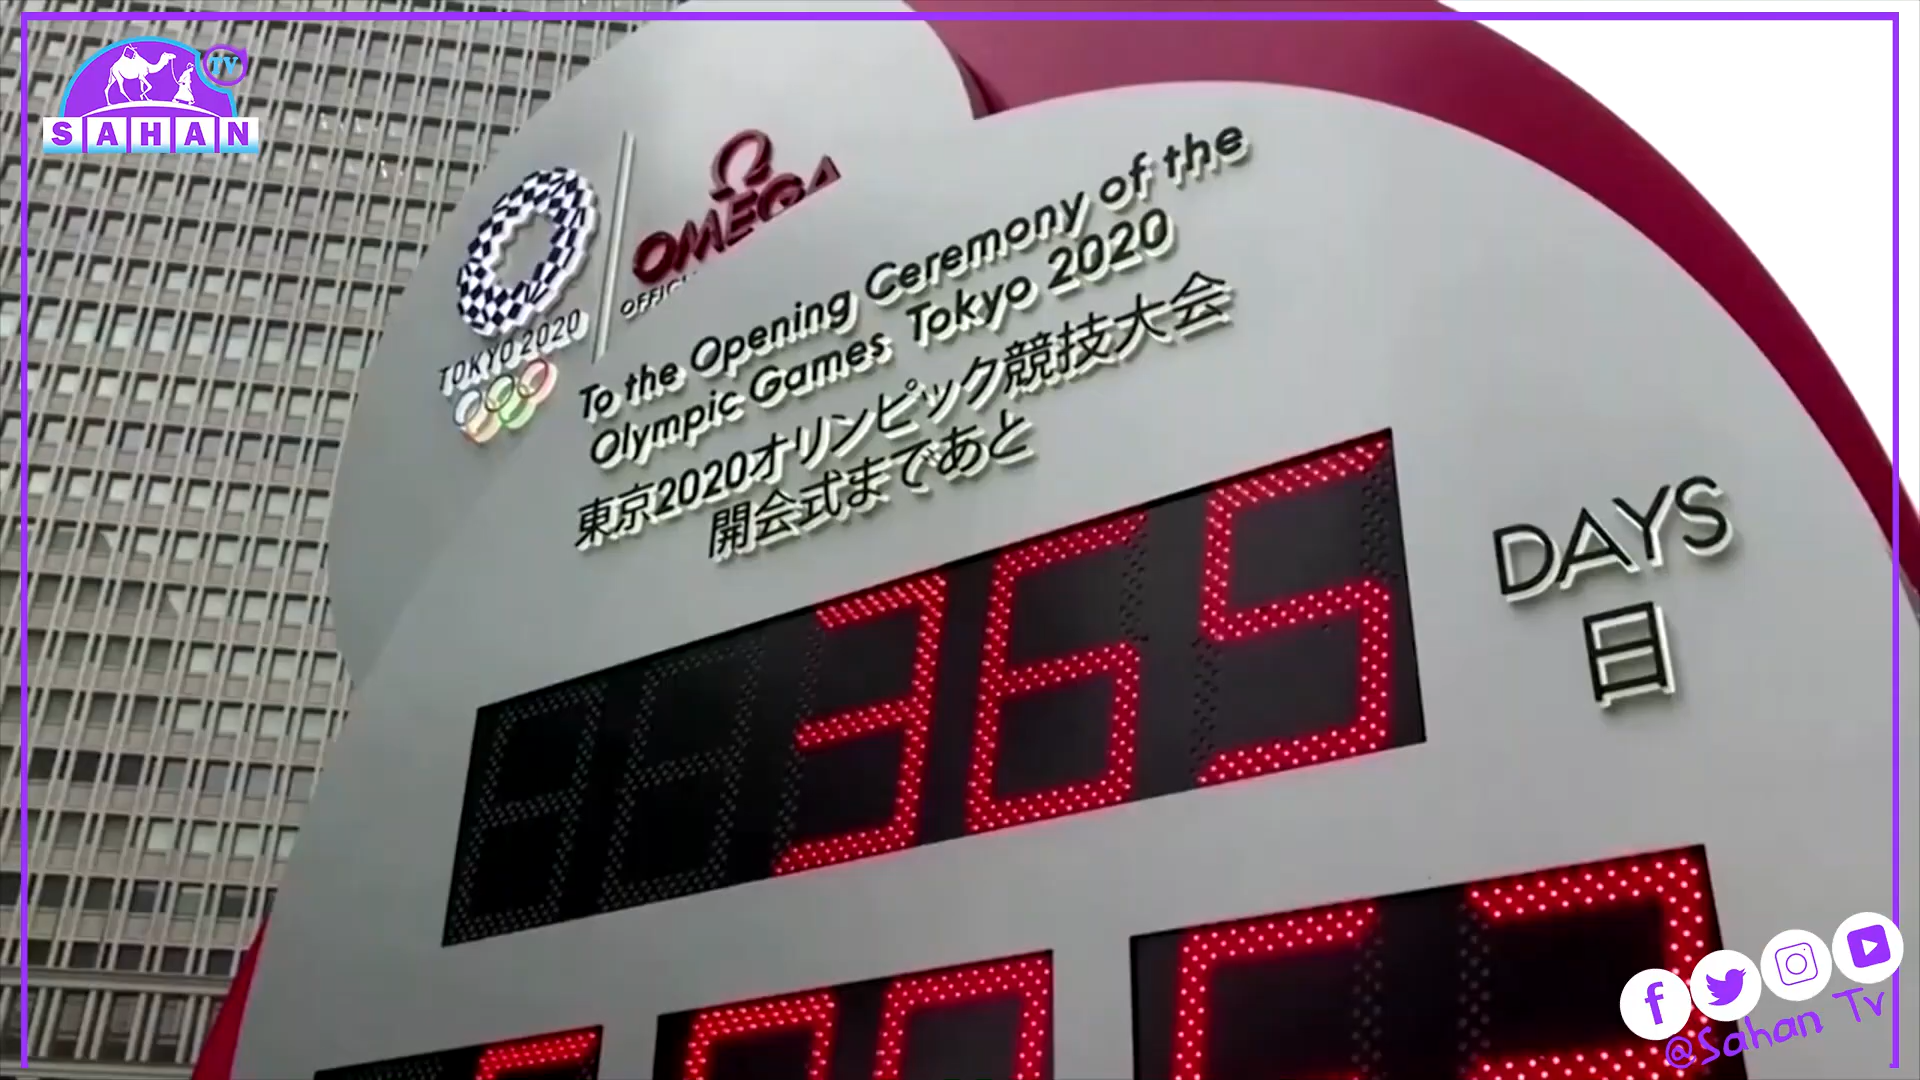 TV
SAHAN
OMEGA
TOKYO 2020
To the Opening Ceremony of the
Olympic Games Tokyo 2020
東京2020オリンピック競技大会
開会式まであと
365
DAYS
日
@Sahan Tv